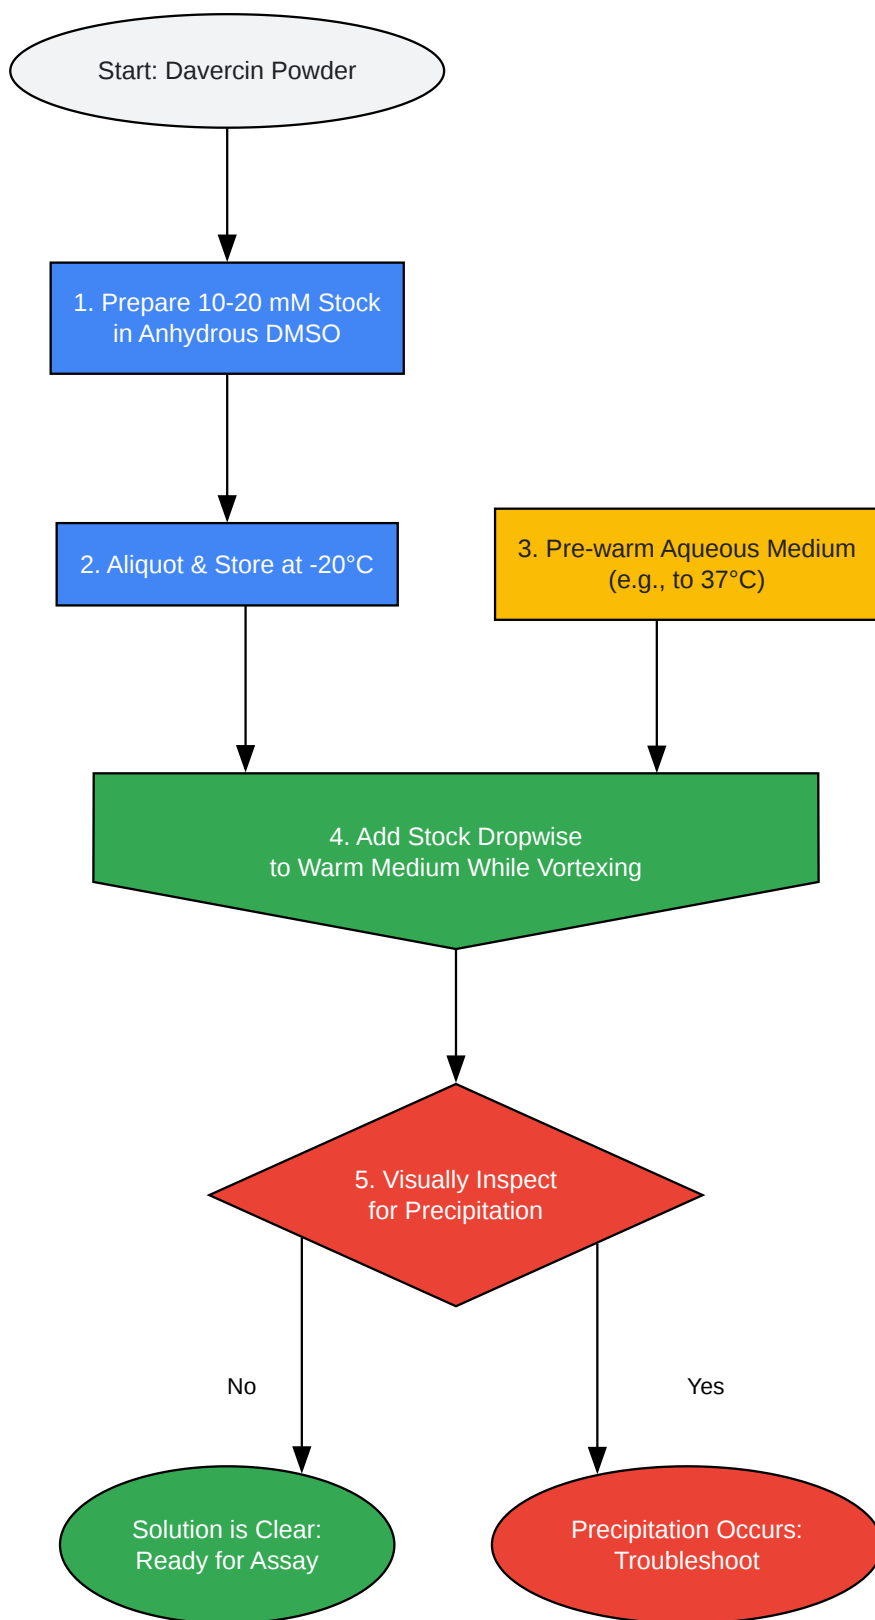 Start: Davercin Powder
1. Prepare 10-20 mM Stock
in Anhydrous DMSO
2. Aliquot & Store at -20°C
3. Pre-warm Aqueous Medium
(e.g., to 37°C)
4. Add Stock Dropwise
to Warm Medium While Vortexing
5. Visually Inspect
for Precipitation
No
Yes
Solution is Clear:
Ready for Assay
Precipitation Occurs:
Troubleshoot